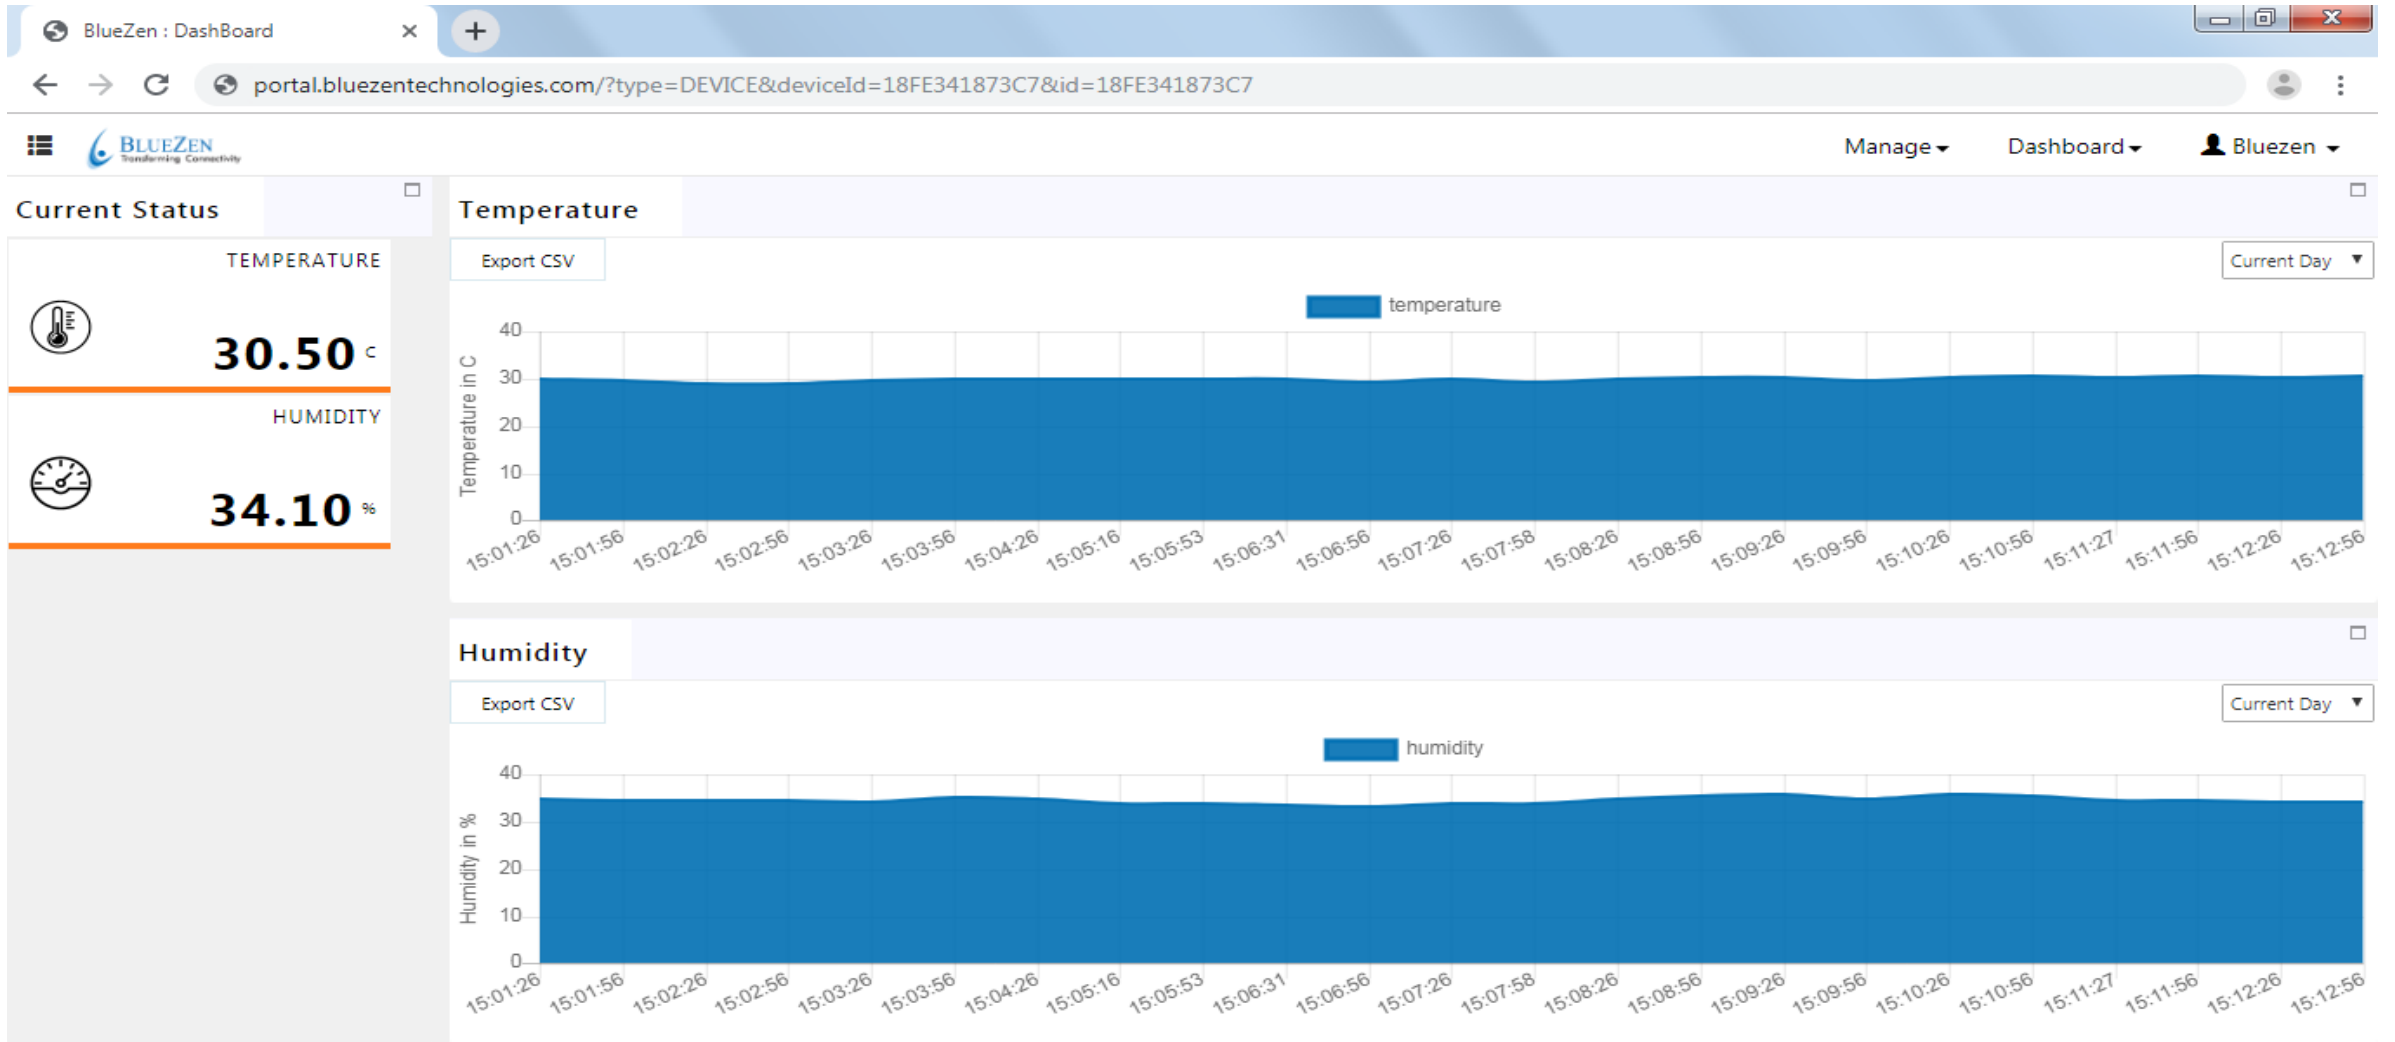 BlueZen : DashBoard
portal.bluezentechnologies.com/?type=DEVICE&deviceId=18FE341873C7&id=18FE341873C7
BLUEZEN
Transforming Connectivity
Manage Dashboard Bluezen
Current Status
TEMPERATURE
30.50 C
HUMIDITY
34.10 %
Temperature
Export CSV Current Day
temperature
Temperature in C
40
30
20
10
0
15:01:26 15:01:56 15:02:26 15:02:56 15:03:26 15:03:56 15:04:26 15:05:16 15:05:53 15:06:31 15:06:56 15:07:26 15:07:58 15:08:26 15:08:56 15:09:26 15:09:56 15:10:26 15:10:56 15:11:27 15:11:56 15:12:26 15:12:56
Humidity
Export CSV Current Day
humidity
Humidity in %
40
30
20
10
0
15:01:26 15:01:56 15:02:26 15:02:56 15:03:26 15:03:56 15:04:26 15:05:16 15:05:53 15:06:31 15:06:56 15:07:26 15:07:58 15:08:26 15:08:56 15:09:26 15:09:56 15:10:26 15:10:56 15:11:27 15:11:56 15:12:26 15:12:56